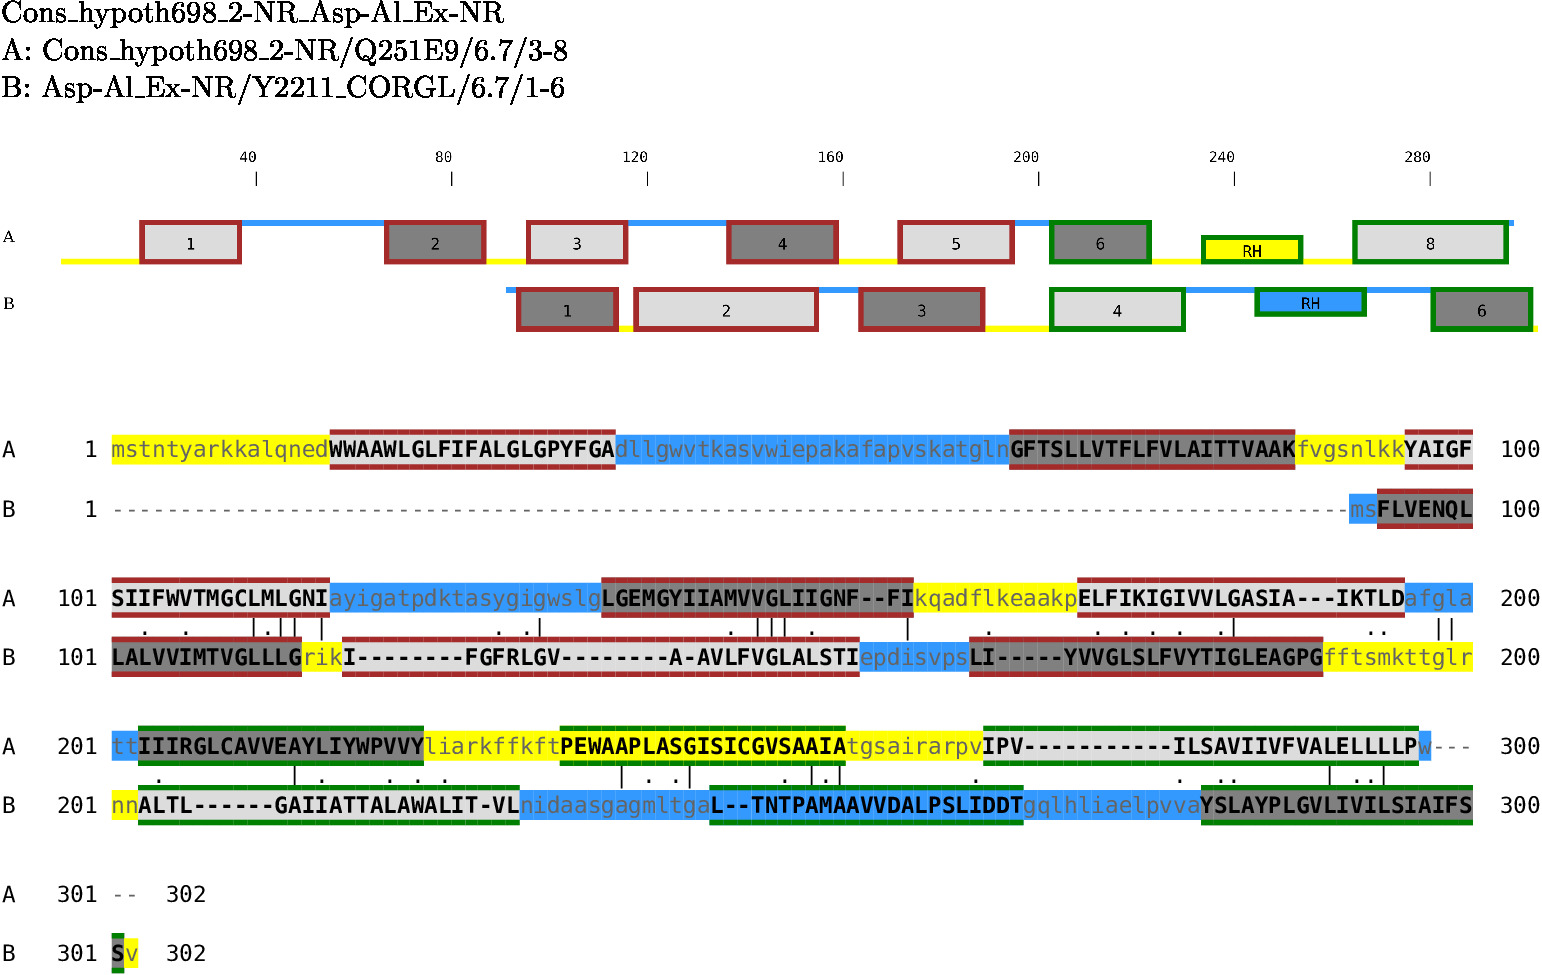 Cons_hypoth698_2-NR_Asp-Al_Ex-NR
A: Cons_hypoth698_2-NR/Q251E9/6.7/3-8
B: Asp-Al_Ex-NR/Y2211_CORGL/6.7/1-6
40 80 120 160 200 240 280
A 1 2 3 4 5 6 RH 8
B 1 2 3 4 RH 6
A 1 mstntyarkkalqnedWWAAWLGLFIFALGLGPYFGAdllgwvtkasvwiepakafapvskatglnGFTSLLVTFLFVLAITTVAAKfvgsnlkkYAIGF 100
B 1 -------------------------------------------------------------------------------------------msFLVENQL 100
A 101 SIIFWVTMGCLMLGNIayigatpdktasygigwslgLGEMGYIIAMVVGLIIGNF--FIkqadflkeaakpELFIKIGIVVLGASIA---IKTLDafgla 200
B 101 LALVVIMTVGLLLGrikI--------FGFRLGV--------A-AVLFVGLALSTIepdisvpsLI-----YVVGLSLFVYTIGLEAGPGfftsmkttglr 200
A 201 ttIIIRGLCAVVEAYLIYWPVVYliarkffkftPEWAAPLASGISICGVSAAIAtgsairarpvIPV-----------ILSAVIIVFVALELLLLPw--- 300
B 201 nnALTL------GAIIATTALAWALIT-VLnidaasgagmltgaL--TNTPAMAAVVDALPSLIDDTgqlhliaelpvvaYSLAYPLGVLIVILSIAIFS 300
A 301 -- 302
B 301 Sv 302